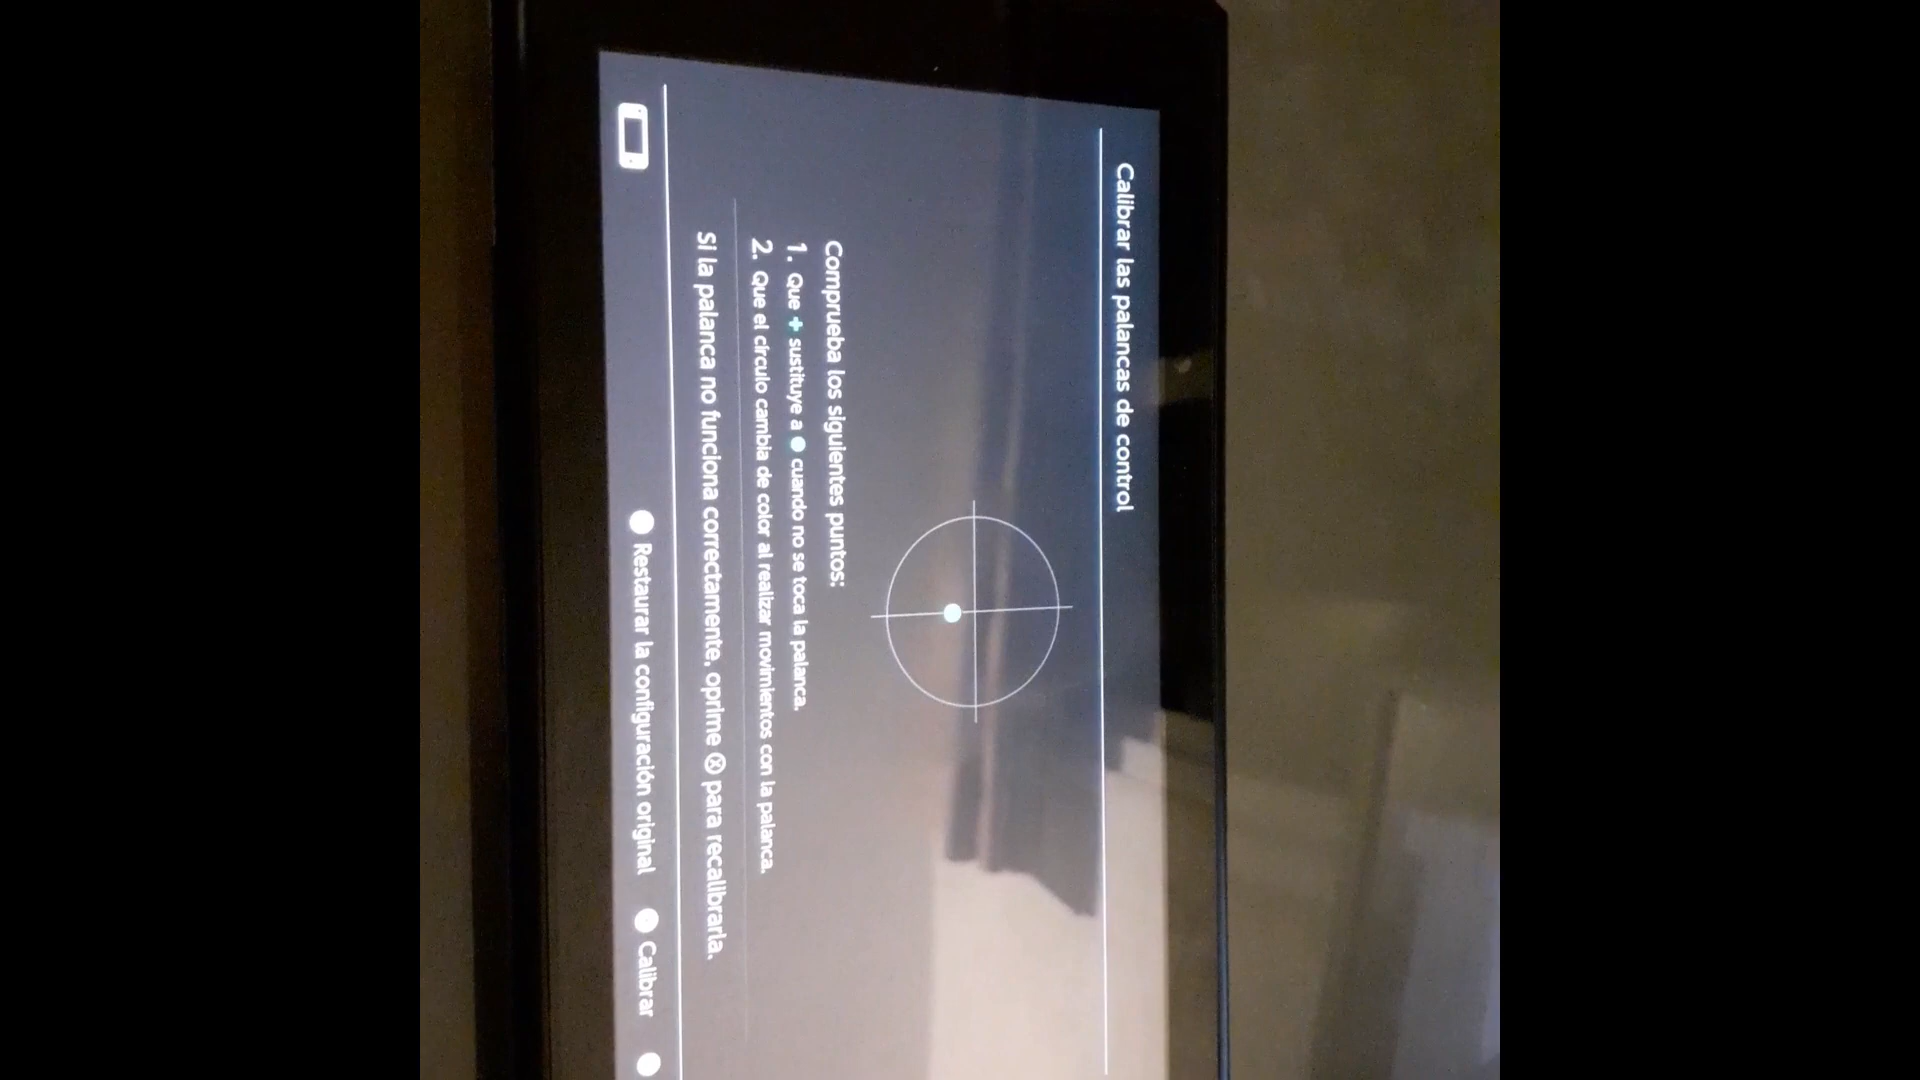 Calibrar las palancas de control
Comprueba los siguientes puntos:
1. Que + sustituye a ● cuando no se toca la palanca.
2. Que el círculo cambia de color al realizar movimientos con la palanca.
Si la palanca no funciona correctamente, oprime Ⓧ para recalibrarla.
Restaurar la configuración original
Calibrar